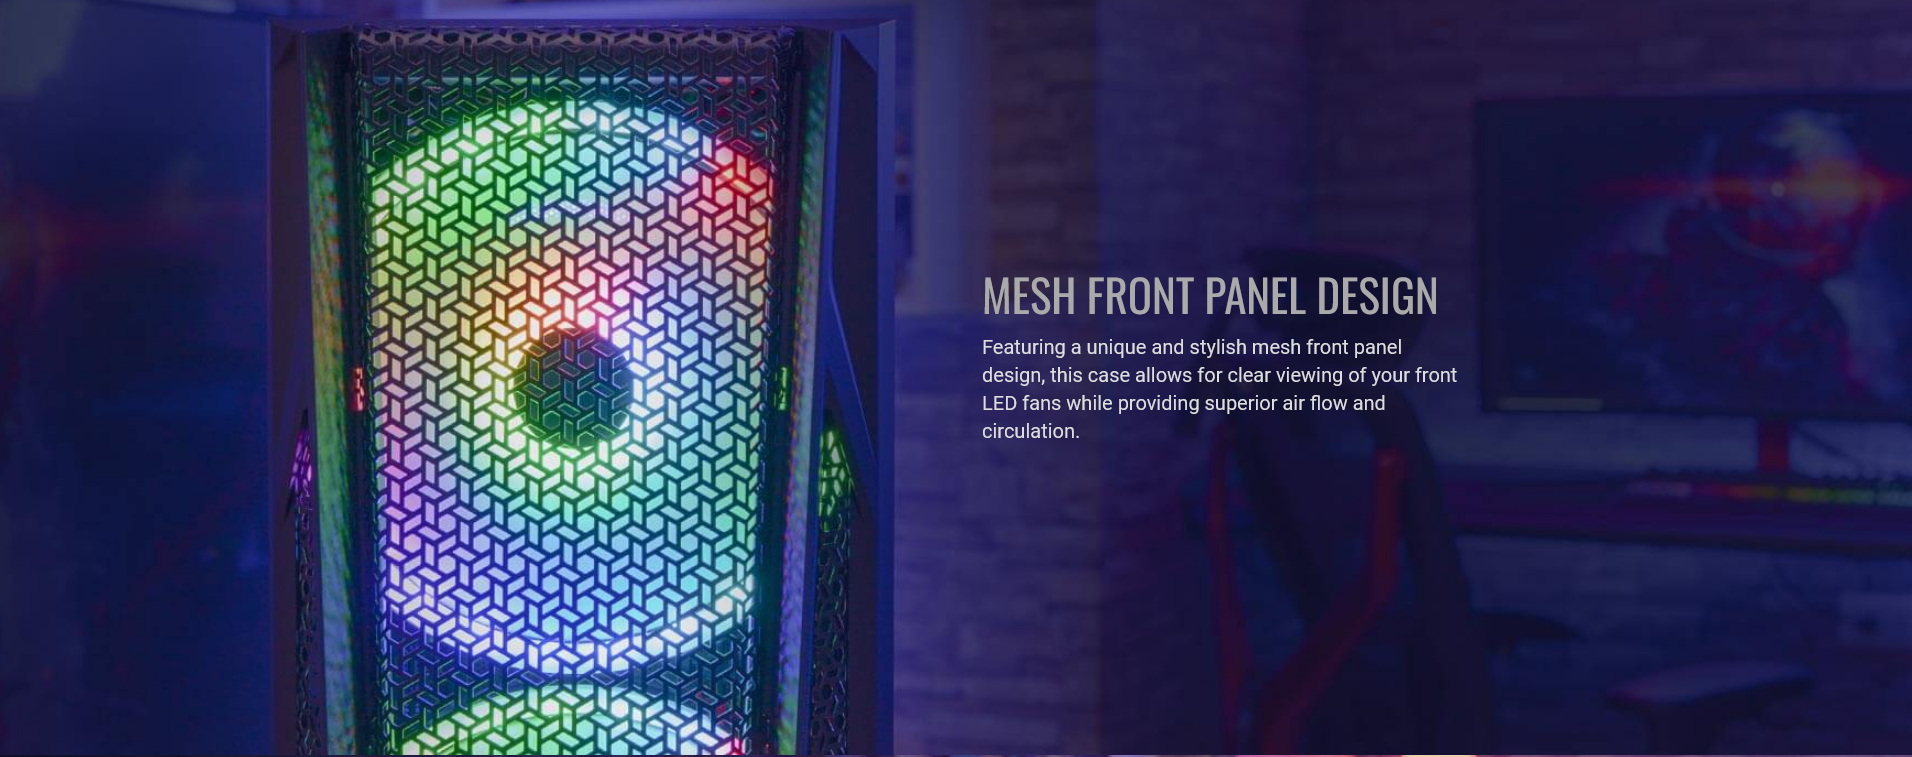 MESH FRONT PANEL DESIGN
Featuring a unique and stylish mesh front panel
design, this case allows for clear viewing of your front
LED fans while providing superior air flow and
circulation.